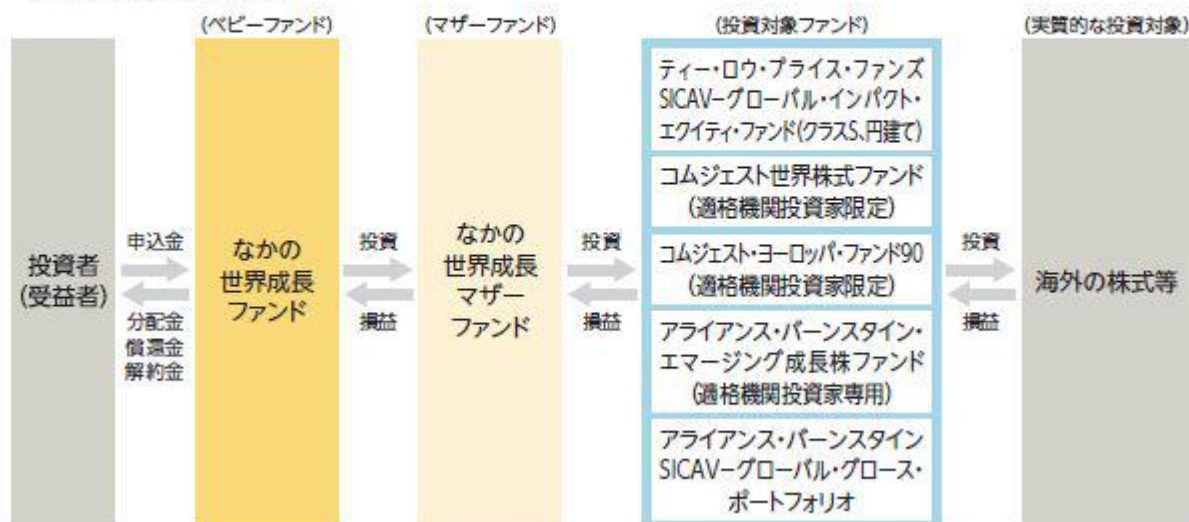 (ベビーファンド)
(マザーファンド)
(投資対象ファンド)
(実質的な投資対象)
投資者
(受益者)
申込金
分配金
償還金
解約金
なかの
世界成長
ファンド
投資
損益
なかの
世界成長
マザー
ファンド
投資
損益
ティー・ロウ・プライス・ファンズ
SICAV−グローバル・インパクト・
エクイティ・ファンド(クラスS、円建て)
コムジェスト世界株式ファンド
(適格機関投資家限定)
コムジェスト・ヨーロッパ・ファンド90
(適格機関投資家限定)
アライアンス・バーンスタイン・
エマージング成長株ファンド
(適格機関投資家専用)
アライアンス・バーンスタイン
SICAV−グローバル・グロース・
ポートフォリオ
投資
損益
海外の株式等